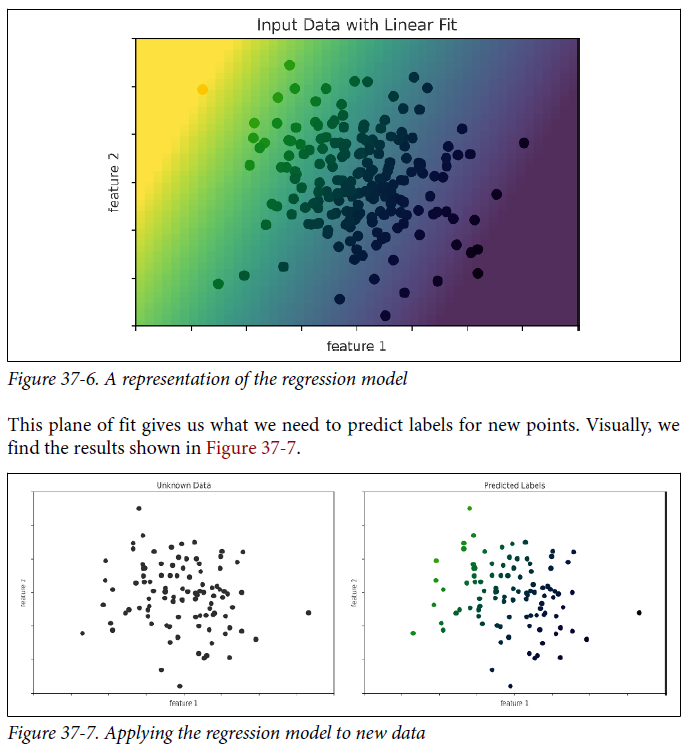 Input Data with Linear Fit
feature 2
feature 1
Figure 37-6. A representation of the regression model
This plane of fit gives us what we need to predict labels for new points. Visually, we
find the results shown in Figure 37-7.
Unknown Data
feature 2
feature 1
Predicted Labels
feature 2
feature 1
Figure 37-7. Applying the regression model to new data